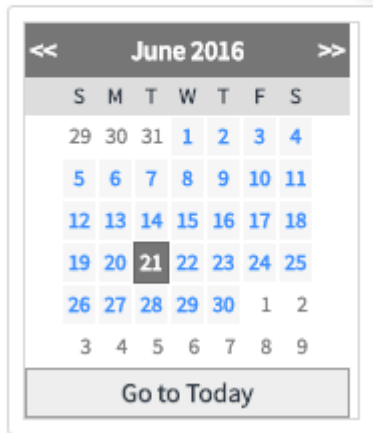 << June 2016 >>
S M T W T F S
29 30 31 1 2 3 4
5 6 7 8 9 10 11
12 13 14 15 16 17 18
19 20 21 22 23 24 25
26 27 28 29 30 1 2
3 4 5 6 7 8 9
Go to Today